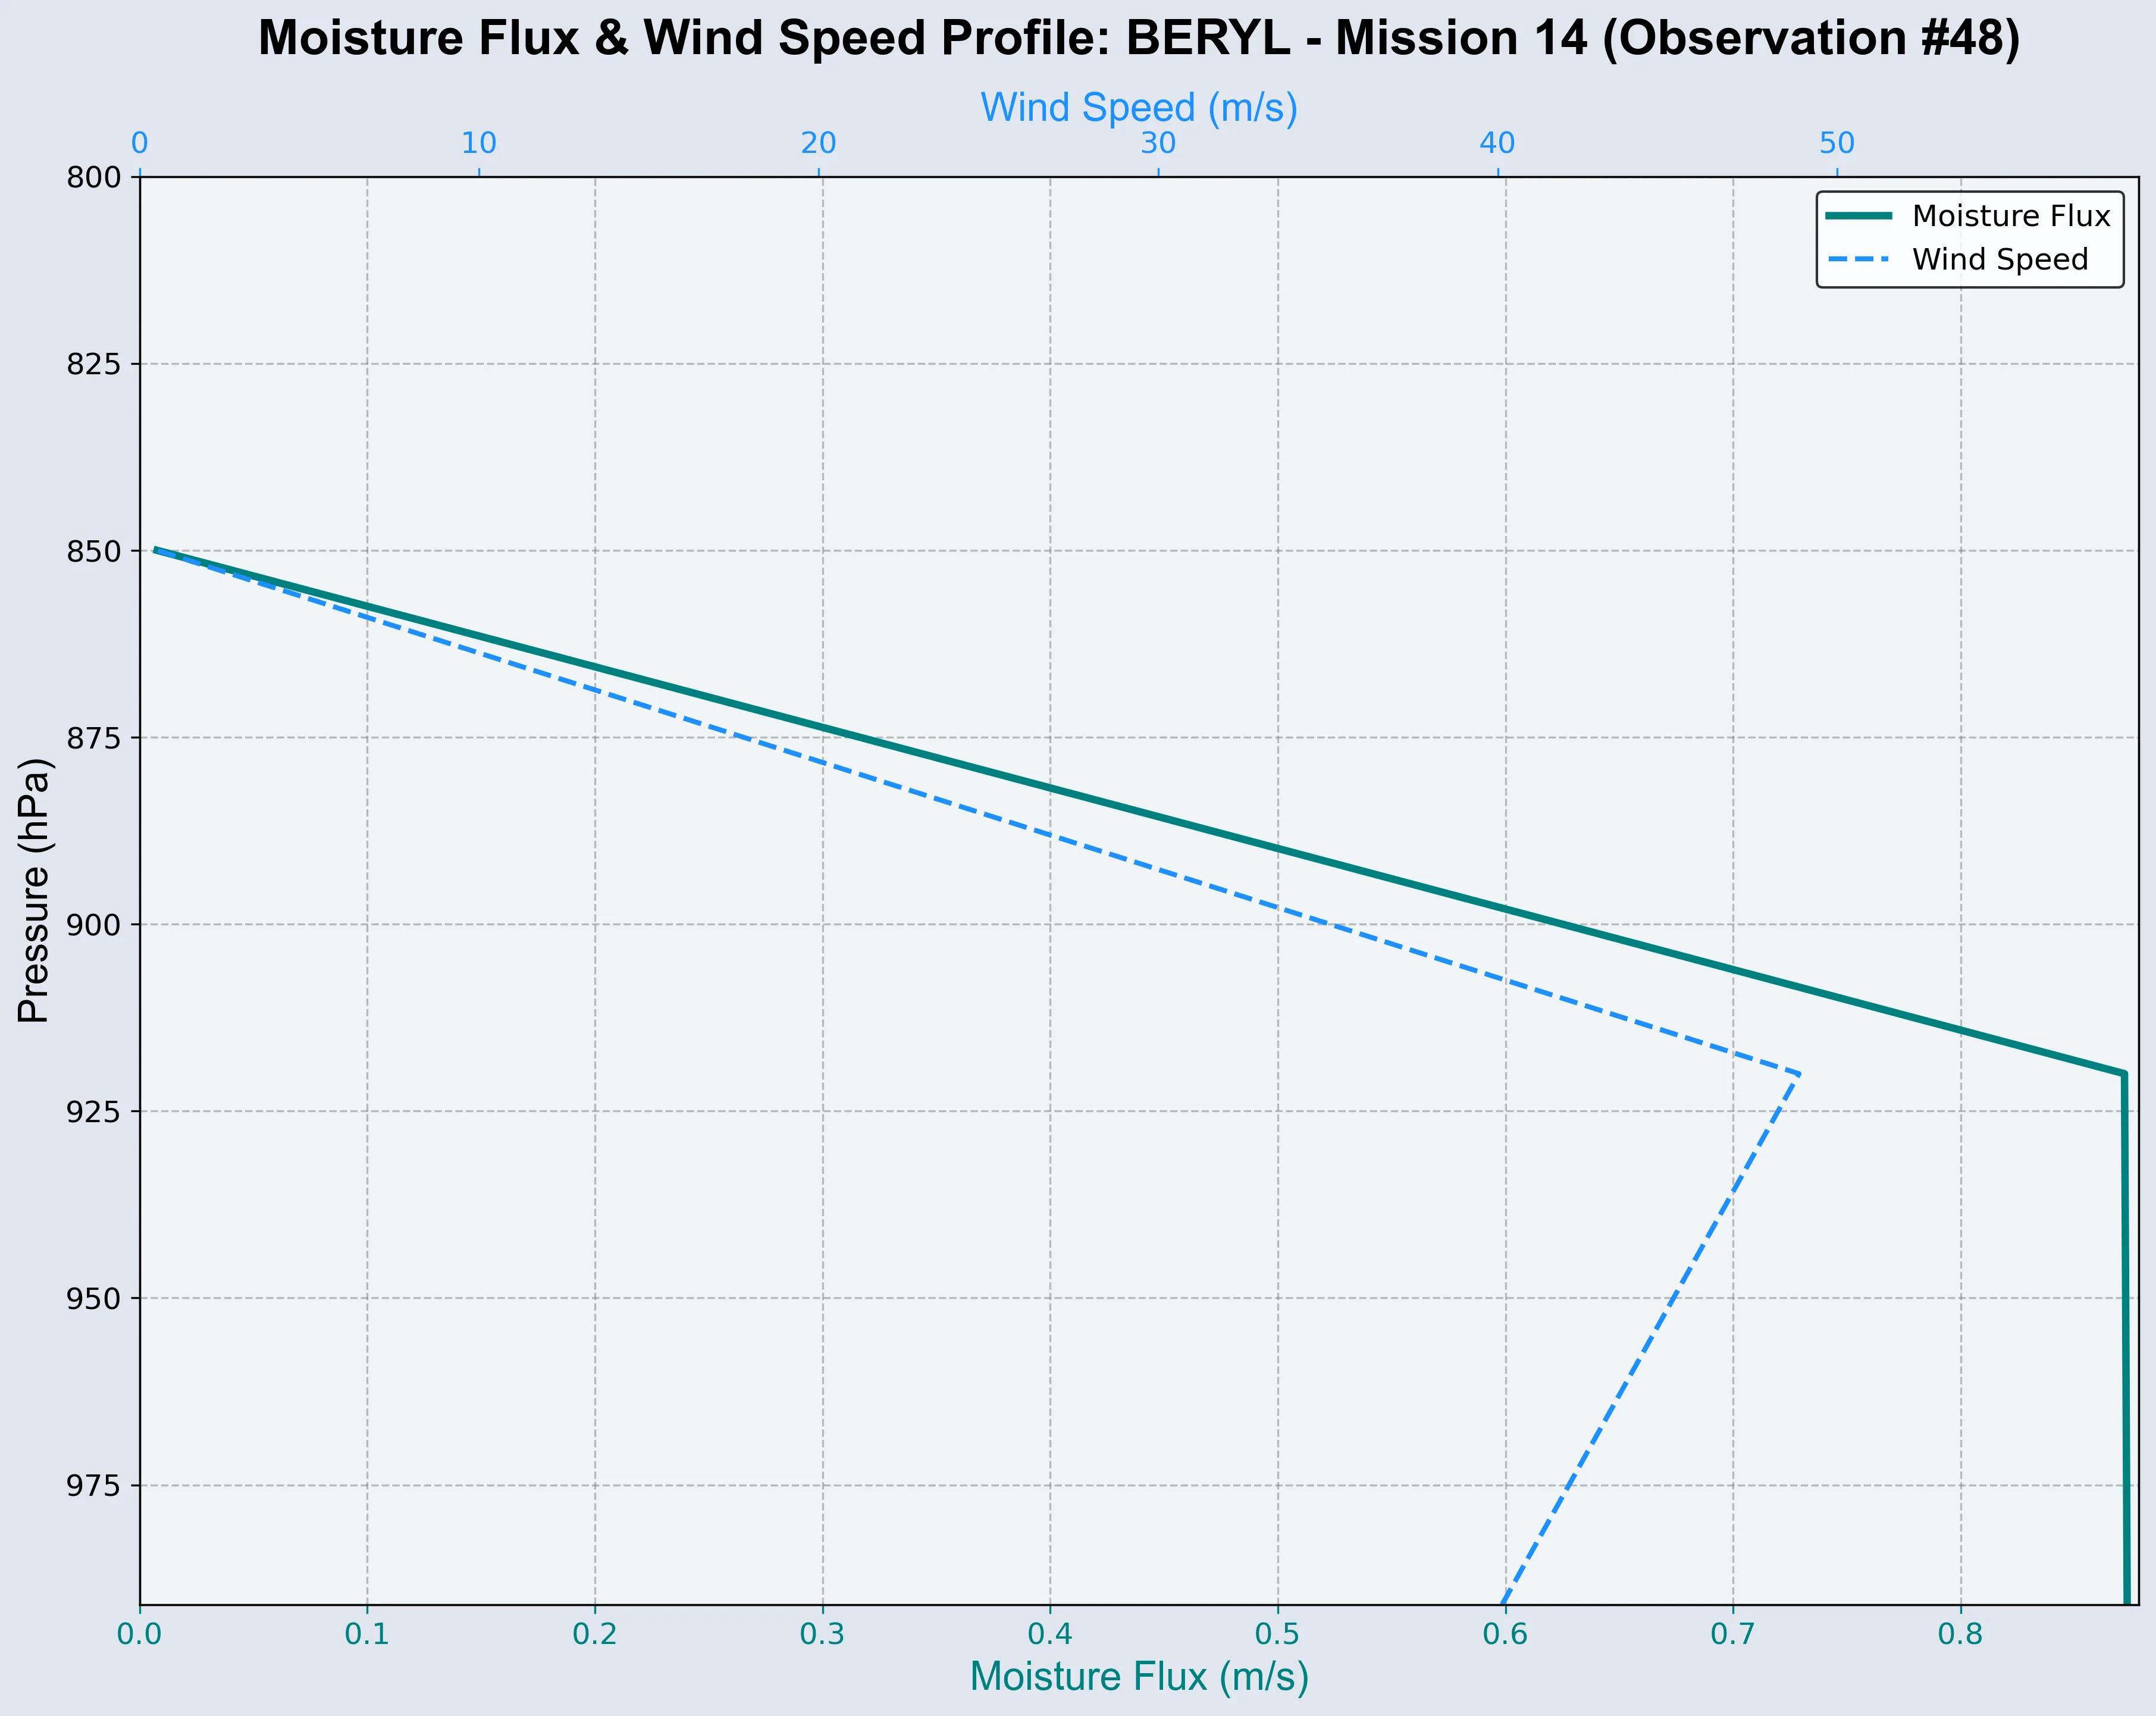 Moisture Flux & Wind Speed Profile: BERYL - Mission 14 (Observation #48)
Wind Speed (m/s)
0 10 20 30 40 50
Moisture Flux
Wind Speed
Pressure (hPa)
800
825
850
875
900
925
950
975
0.0 0.1 0.2 0.3 0.4 0.5 0.6 0.7 0.8
Moisture Flux (m/s)